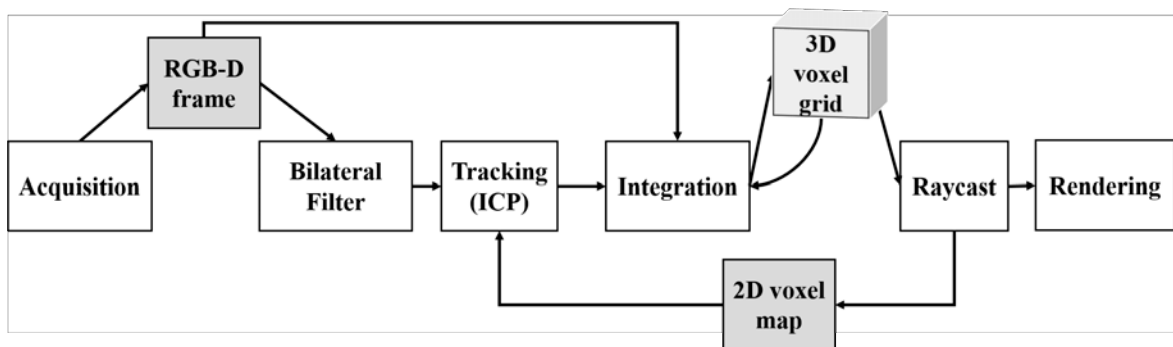 RGB-D
frame
3D
voxel
grid
Acquisition
Bilateral
Filter
Tracking
(ICP)
Integration
Raycast
Rendering
2D voxel
map